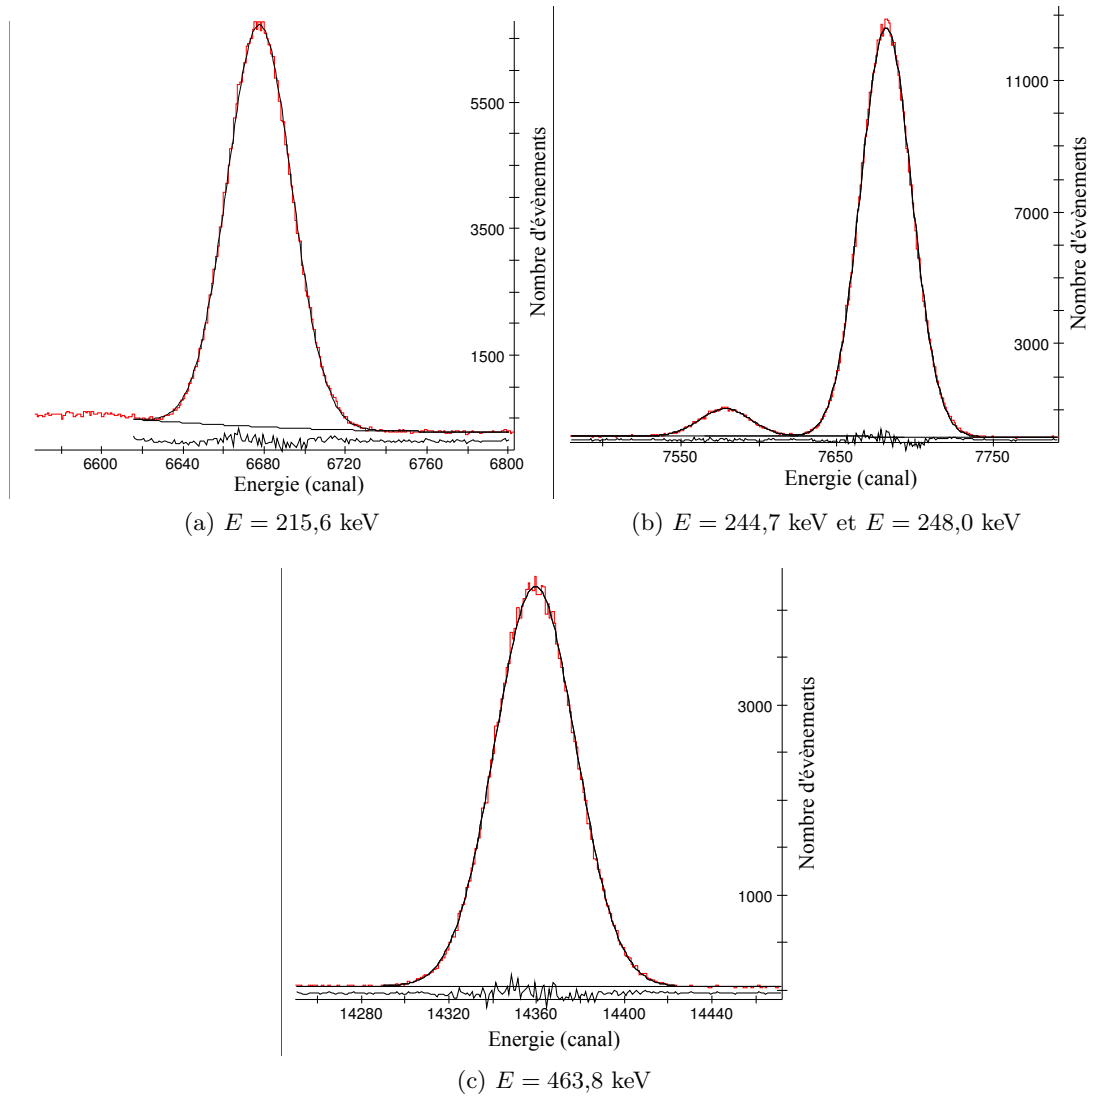 5500
3500
1500
Nombre d'évènements
6600 6640 6680 6720 6760 6800
Energie (canal)
(a) E = 215,6 keV
11000
7000
3000
Nombre d'évènements
7550 7650 7750
Energie (canal)
(b) E = 244,7 keV et E = 248,0 keV
3000
1000
Nombre d'évènements
14280 14320 14360 14400 14440
Energie (canal)
(c) E = 463,8 keV